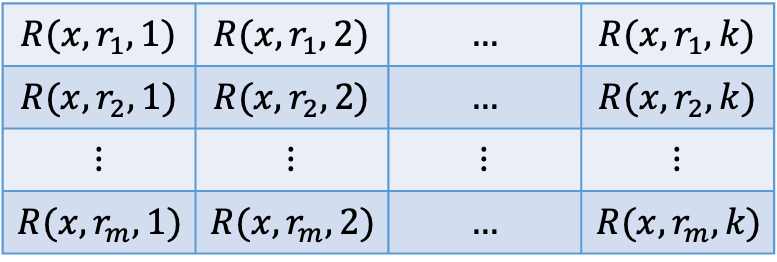 R(x, r₁, 1) R(x, r₁, 2) ... R(x, r₁, k)
R(x, r₂, 1) R(x, r₂, 2) ... R(x, r₂, k)
⋮ ⋮ ⋮ ⋮
R(x, rₘ, 1) R(x, rₘ, 2) ... R(x, rₘ, k)